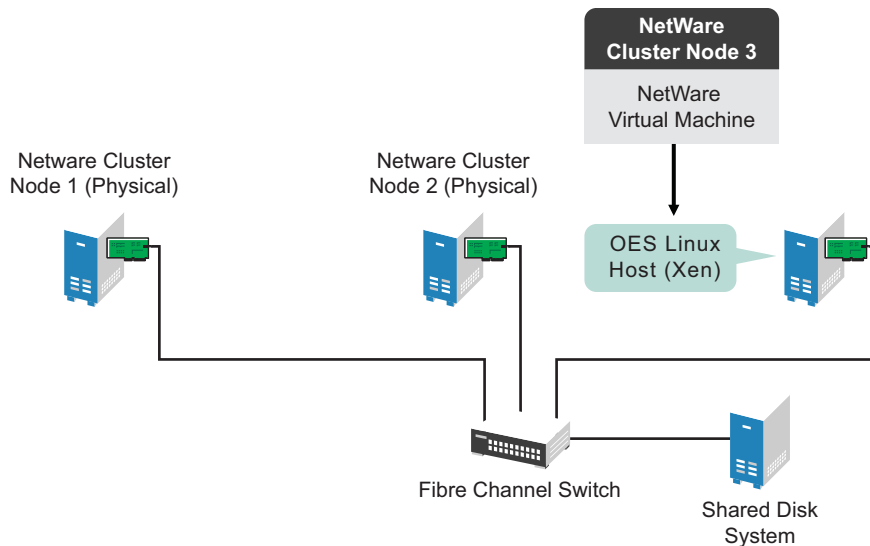 NetWare
Cluster Node 3
NetWare
Virtual Machine
Netware Cluster
Node 1 (Physical)
Netware Cluster
Node 2 (Physical)
OES Linux
Host (Xen)
Fibre Channel Switch
Shared Disk
System